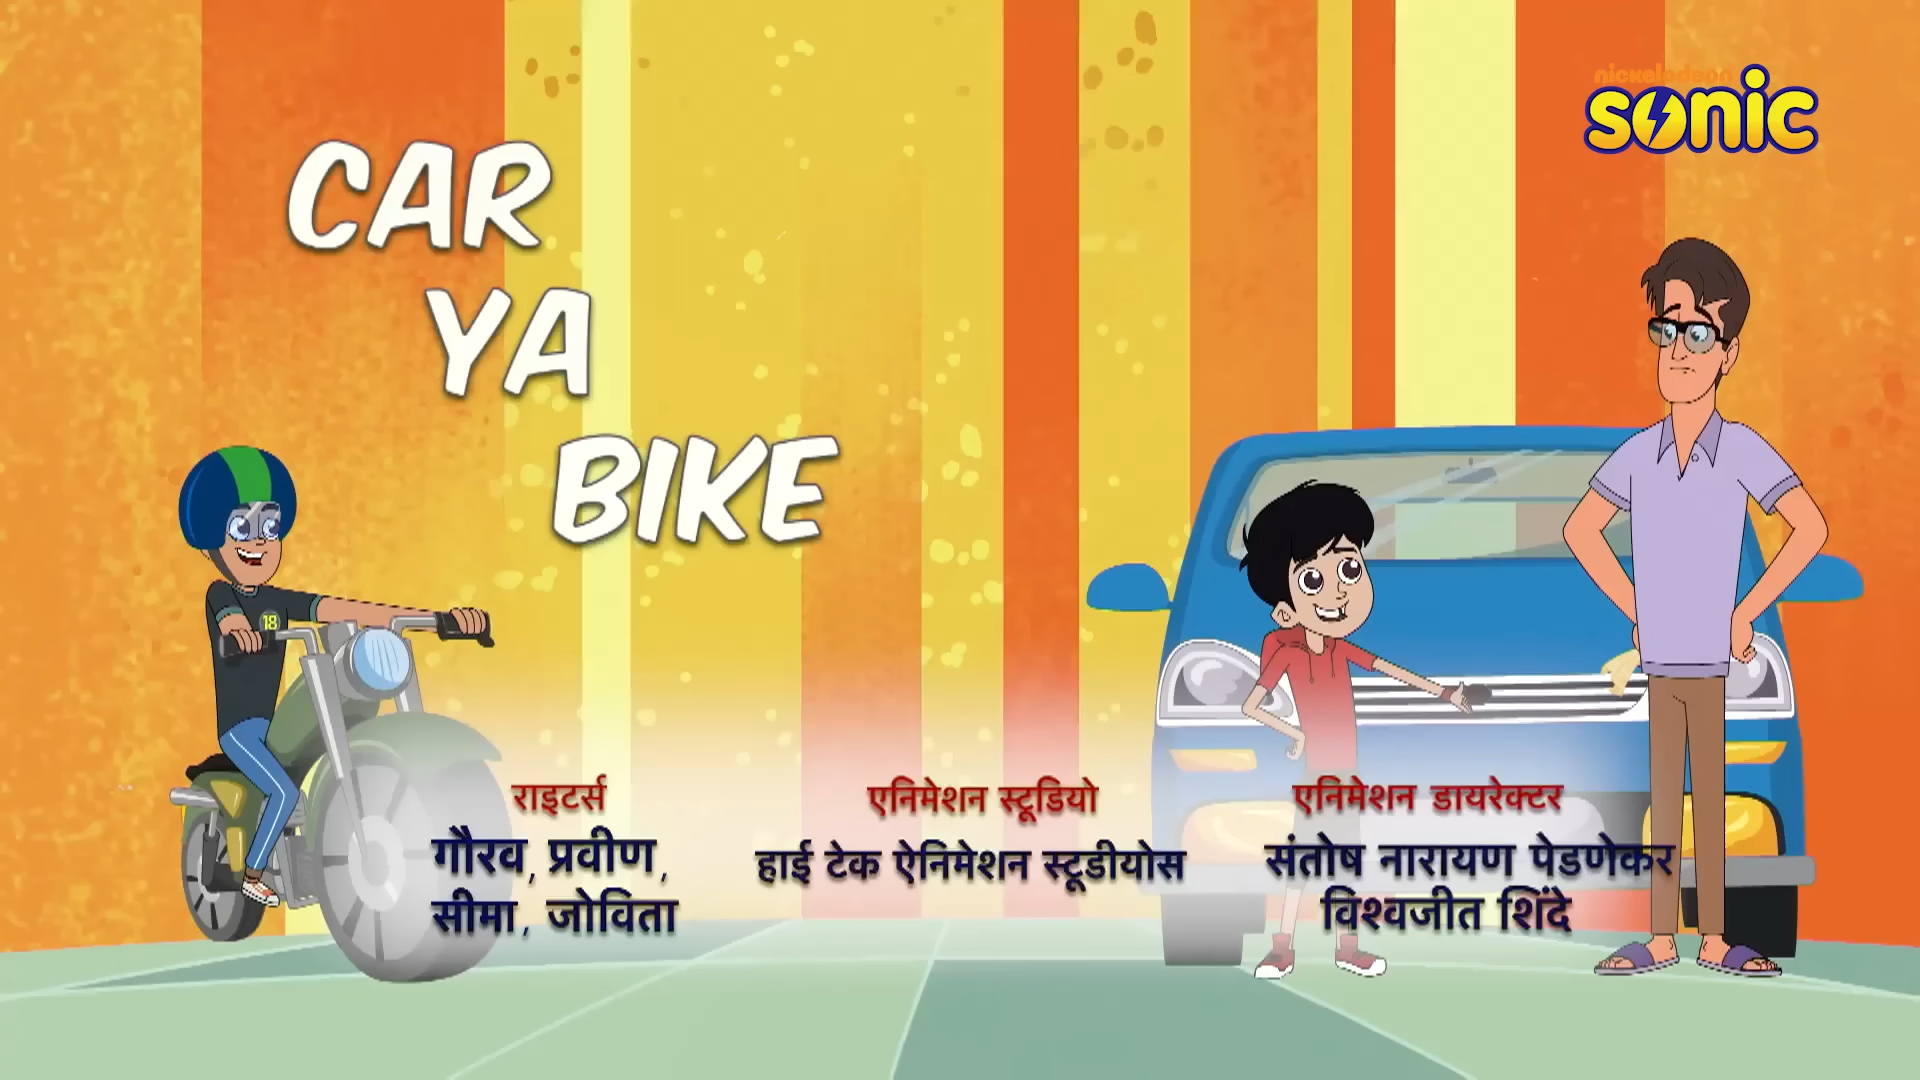 nickelodeon
sonic
CAR
YA
BIKE
18
राइटर्स
गौरव, प्रवीण,
सीमा, जोविता
एनिमेशन स्टूडियो
हाई टेक ऐनिमेशन स्टूडीयोस
एनिमेशन डायरेक्टर
संतोष नारायण पेडणेकर
विश्वजीत शिंदे